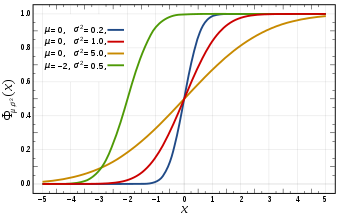 1.0
0.8
0.6
0.4
0.2
0.0
μ= 0, σ²= 0.2,
μ= 0, σ²= 1.0,
μ= 0, σ²= 5.0,
μ= −2, σ²= 0.5,
Φμ,σ²(x)
−5 −4 −3 −2 −1 0 1 2 3 4 5
x